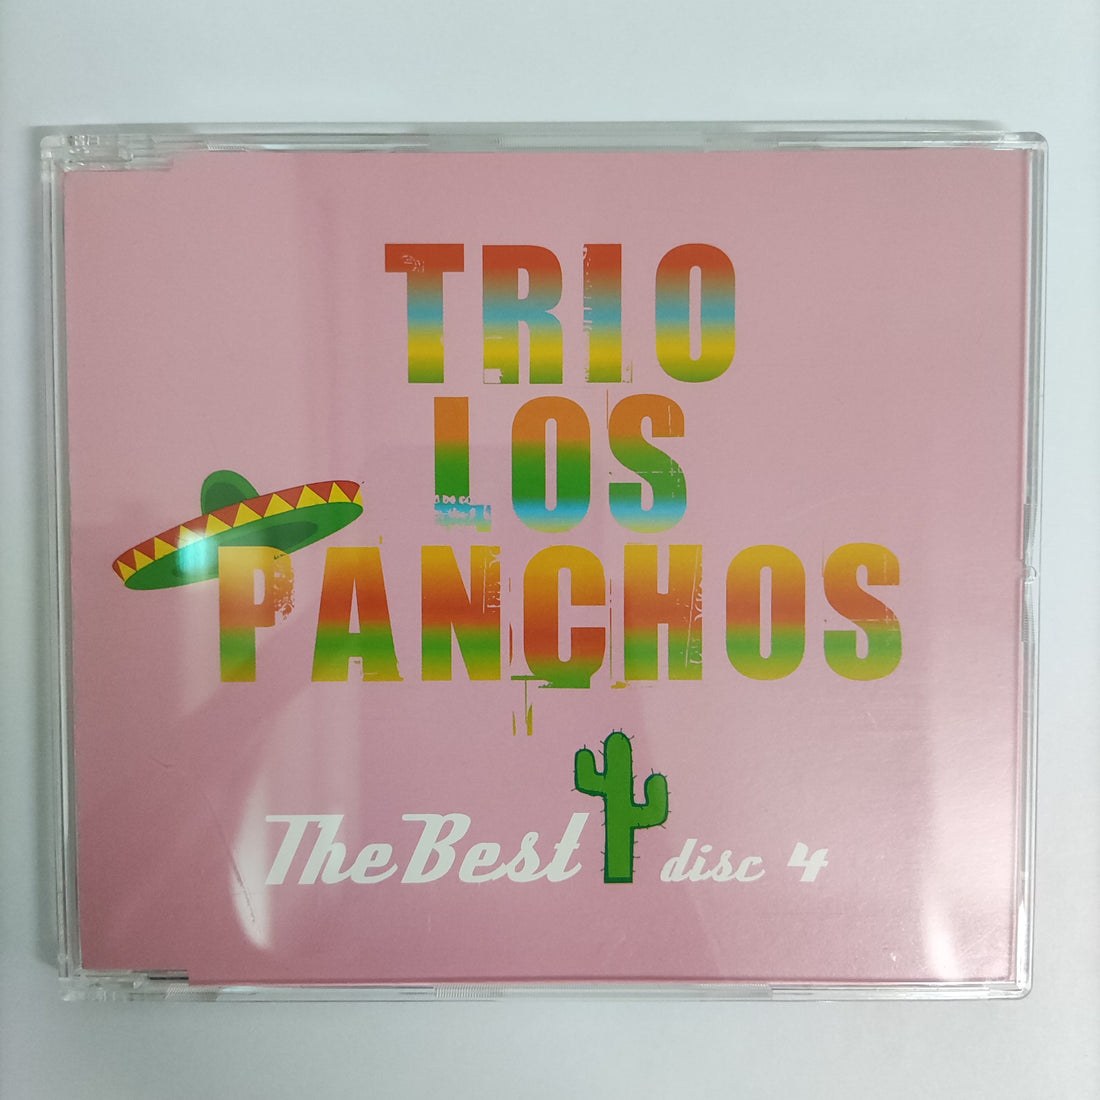 TRIO
LOS
PANCHOS
The Best disc 4